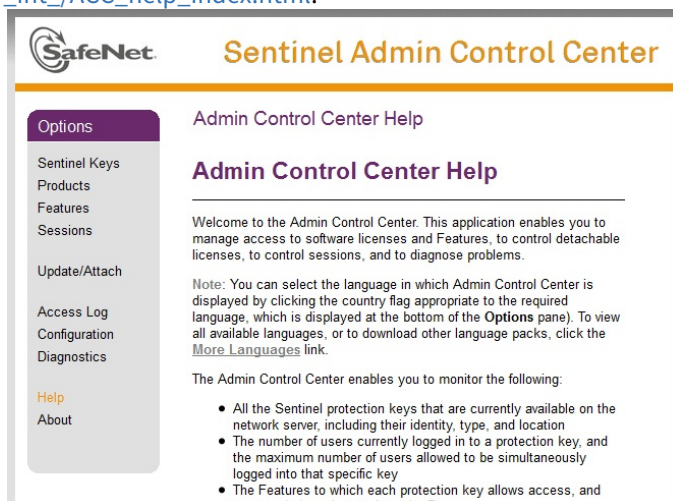 _int_/ACC_help_index.html.
SafeNet.
Sentinel Admin Control Center
Options
Sentinel Keys
Products
Features
Sessions
Update/Attach
Access Log
Configuration
Diagnostics
Help
About
Admin Control Center Help
Admin Control Center Help
Welcome to the Admin Control Center. This application enables you to
manage access to software licenses and Features, to control detachable
licenses, to control sessions, and to diagnose problems.
Note: You can select the language in which Admin Control Center is
displayed by clicking the country flag appropriate to the required
language, which is displayed at the bottom of the Options pane). To view
all available languages, or to download other language packs, click the
More Languages link.
The Admin Control Center enables you to monitor the following:
• All the Sentinel protection keys that are currently available on the
network server, including their identity, type, and location
• The number of users currently logged in to a protection key, and
the maximum number of users allowed to be simultaneously
logged into that specific key
• The Features to which each protection key allows access, and